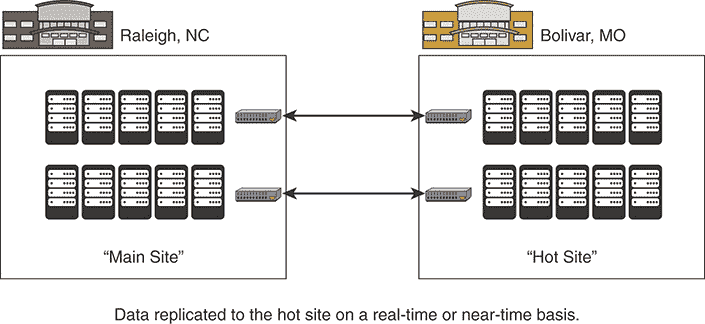 Raleigh, NC
Bolivar, MO
“Main Site”
“Hot Site”
Data replicated to the hot site on a real-time or near-time basis.